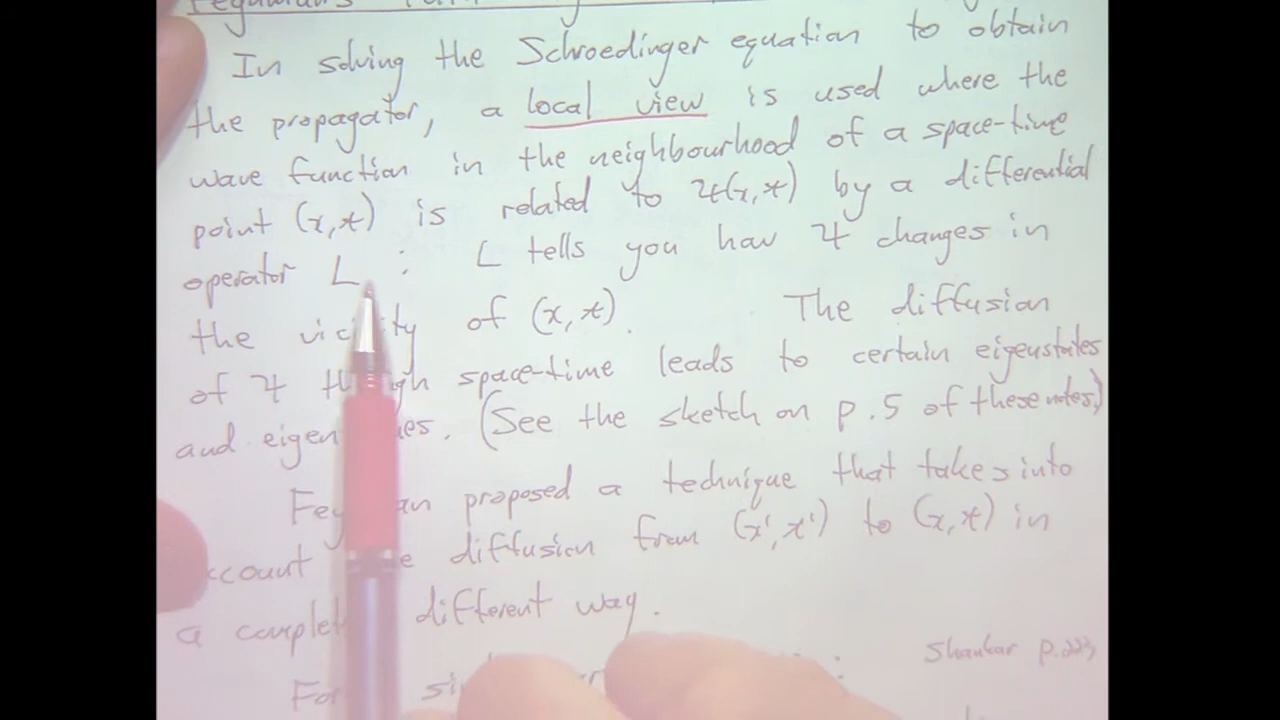 In solving the Schroedinger equation to obtain
the propagator, a local view is used where the
wave function in the neighbourhood of a space-time
point (x,t) is related to Ψ(x,t) by a differential
operator L : L tells you how Ψ changes in
the of (x,t). The diffusion
of Ψ space-time leads to certain eigenstates
and . (See the sketch on p.5 of these notes)
proposed a technique that takes into
diffusion from (x',t') to (x,t) in
a different way.
Shankar p.223